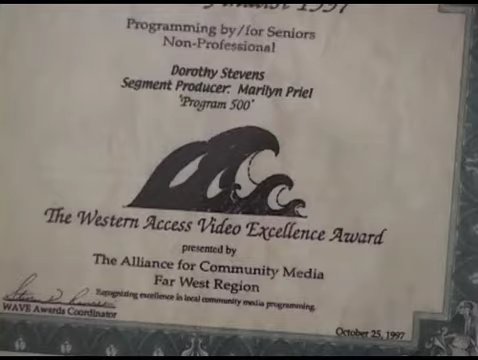 Finalist 1997
Programming by/for Seniors
Non-Professional
Dorothy Stevens
Segment Producer: Marilyn Priel
'Program 500'
The Western Access Video Excellence Award
presented by
The Alliance for Community Media
Far West Region
Recognizing excellence in local community media programming.
WAVE Awards Coordinator
October 25, 1997